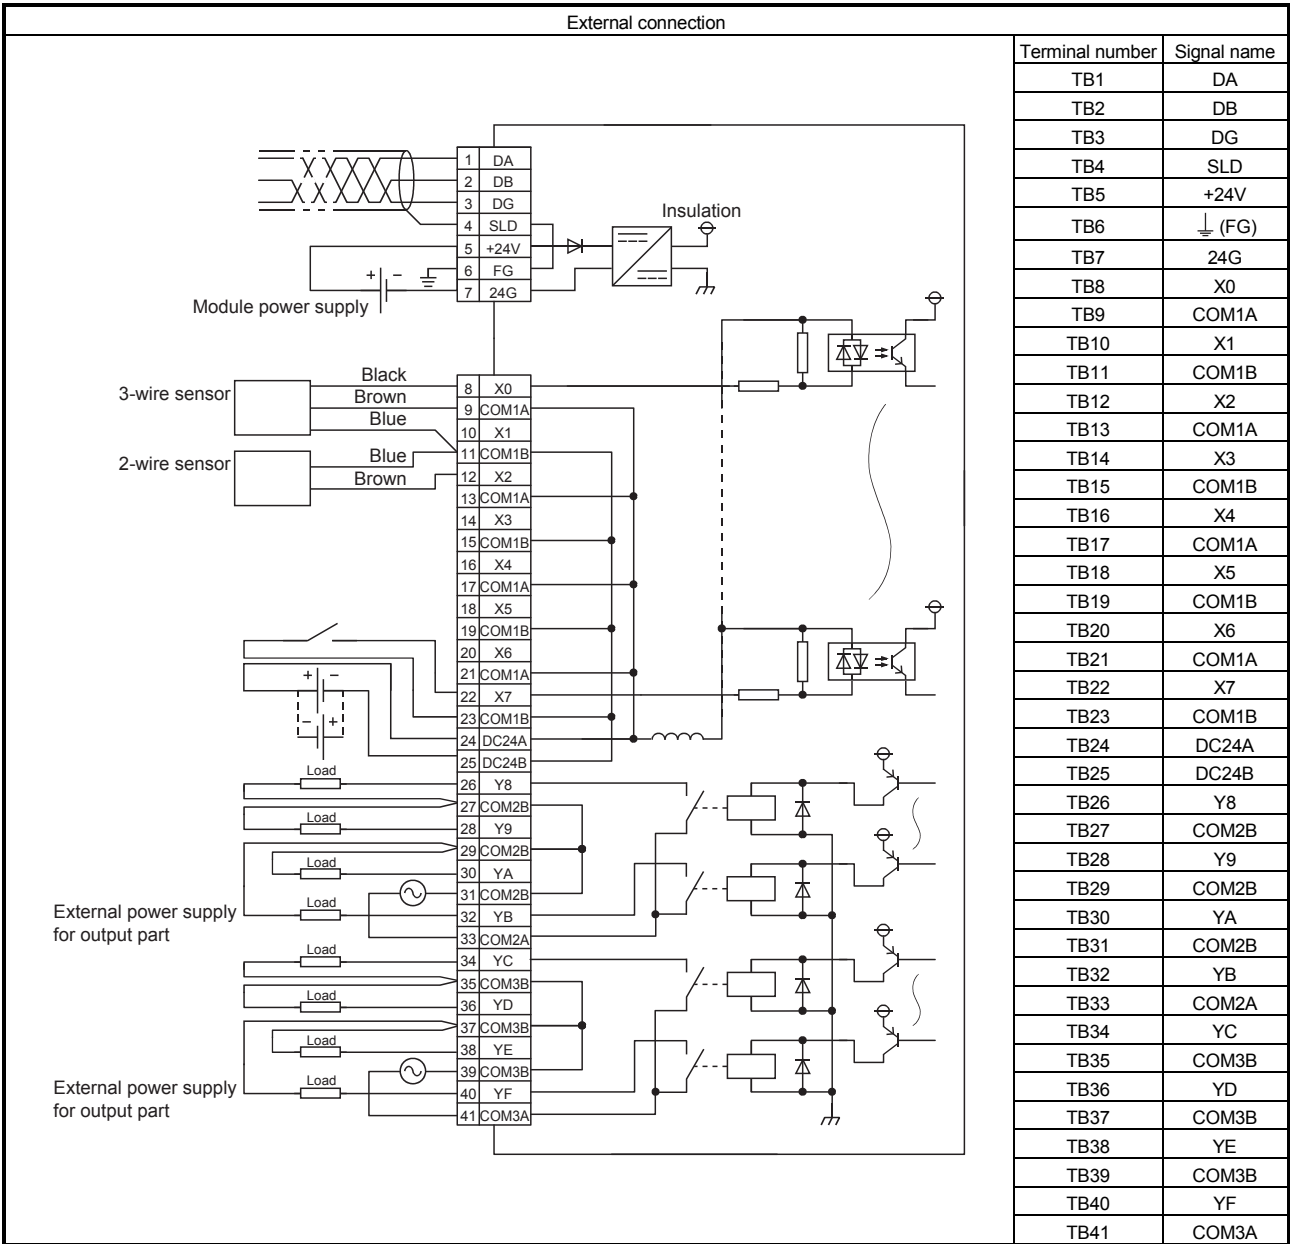 External connection
Terminal number Signal name
TB1 DA
TB2 DB
TB3 DG
TB4 SLD
TB5 +24V
TB6 (FG)
TB7 24G
TB8 X0
TB9 COM1A
TB10 X1
TB11 COM1B
TB12 X2
TB13 COM1A
TB14 X3
TB15 COM1B
TB16 X4
TB17 COM1A
TB18 X5
TB19 COM1B
TB20 X6
TB21 COM1A
TB22 X7
TB23 COM1B
TB24 DC24A
TB25 DC24B
TB26 Y8
TB27 COM2B
TB28 Y9
TB29 COM2B
TB30 YA
TB31 COM2B
TB32 YB
TB33 COM2A
TB34 YC
TB35 COM3B
TB36 YD
TB37 COM3B
TB38 YE
TB39 COM3B
TB40 YF
TB41 COM3A
1 DA
2 DB
3 DG
4 SLD
5 +24V
6 FG
7 24G
Insulation
+ −
Module power supply
3-wire sensor
Black
Brown
Blue
2-wire sensor
Blue
Brown
8 X0
9 COM1A
10 X1
11 COM1B
12 X2
13 COM1A
14 X3
15 COM1B
16 X4
17 COM1A
18 X5
19 COM1B
20 X6
21 COM1A
22 X7
23 COM1B
24 DC24A
25 DC24B
+ −
− +
26 Y8
27 COM2B
28 Y9
29 COM2B
30 YA
31 COM2B
32 YB
33 COM2A
34 YC
35 COM3B
36 YD
37 COM3B
38 YE
39 COM3B
40 YF
41 COM3A
Load
Load
Load
Load
External power supply
for output part
Load
Load
Load
Load
External power supply
for output part